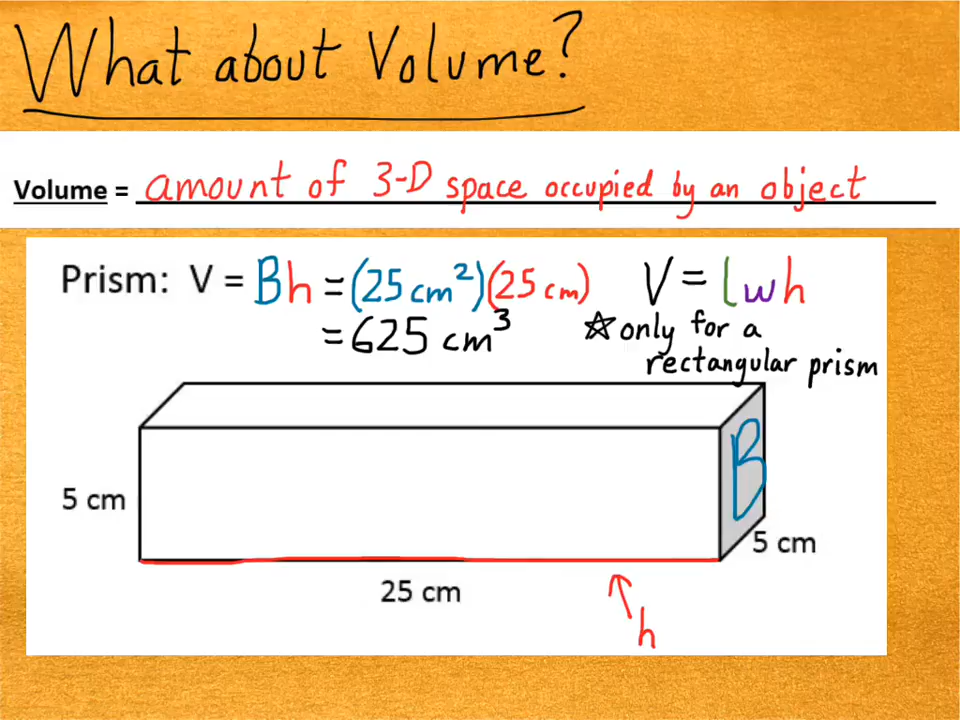 What about Volume?
Volume = amount of 3-D space occupied by an object
Prism: V = Bh = (25 cm²)(25 cm) V = lwh
= 625 cm³ ☆ only for a
rectangular prism
B
5 cm
5 cm
25 cm
h